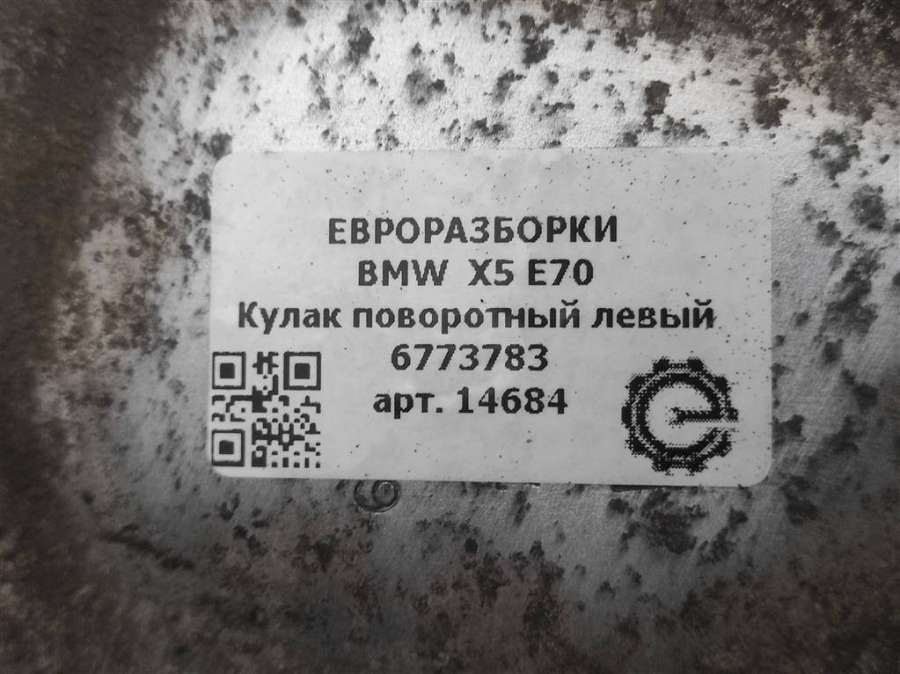 ЕВРОРАЗБОРКИ
BMW X5 E70
Кулак поворотный левый
6773783
арт. 14684